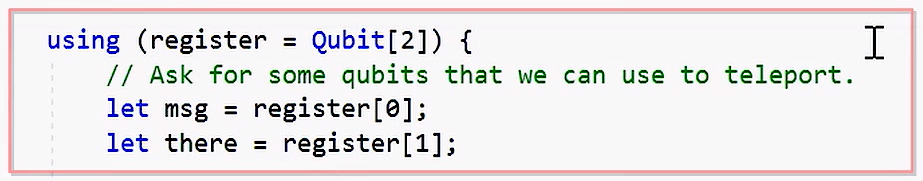 using (register = Qubit[2]) {
// Ask for some qubits that we can use to teleport.
let msg = register[0];
let there = register[1];